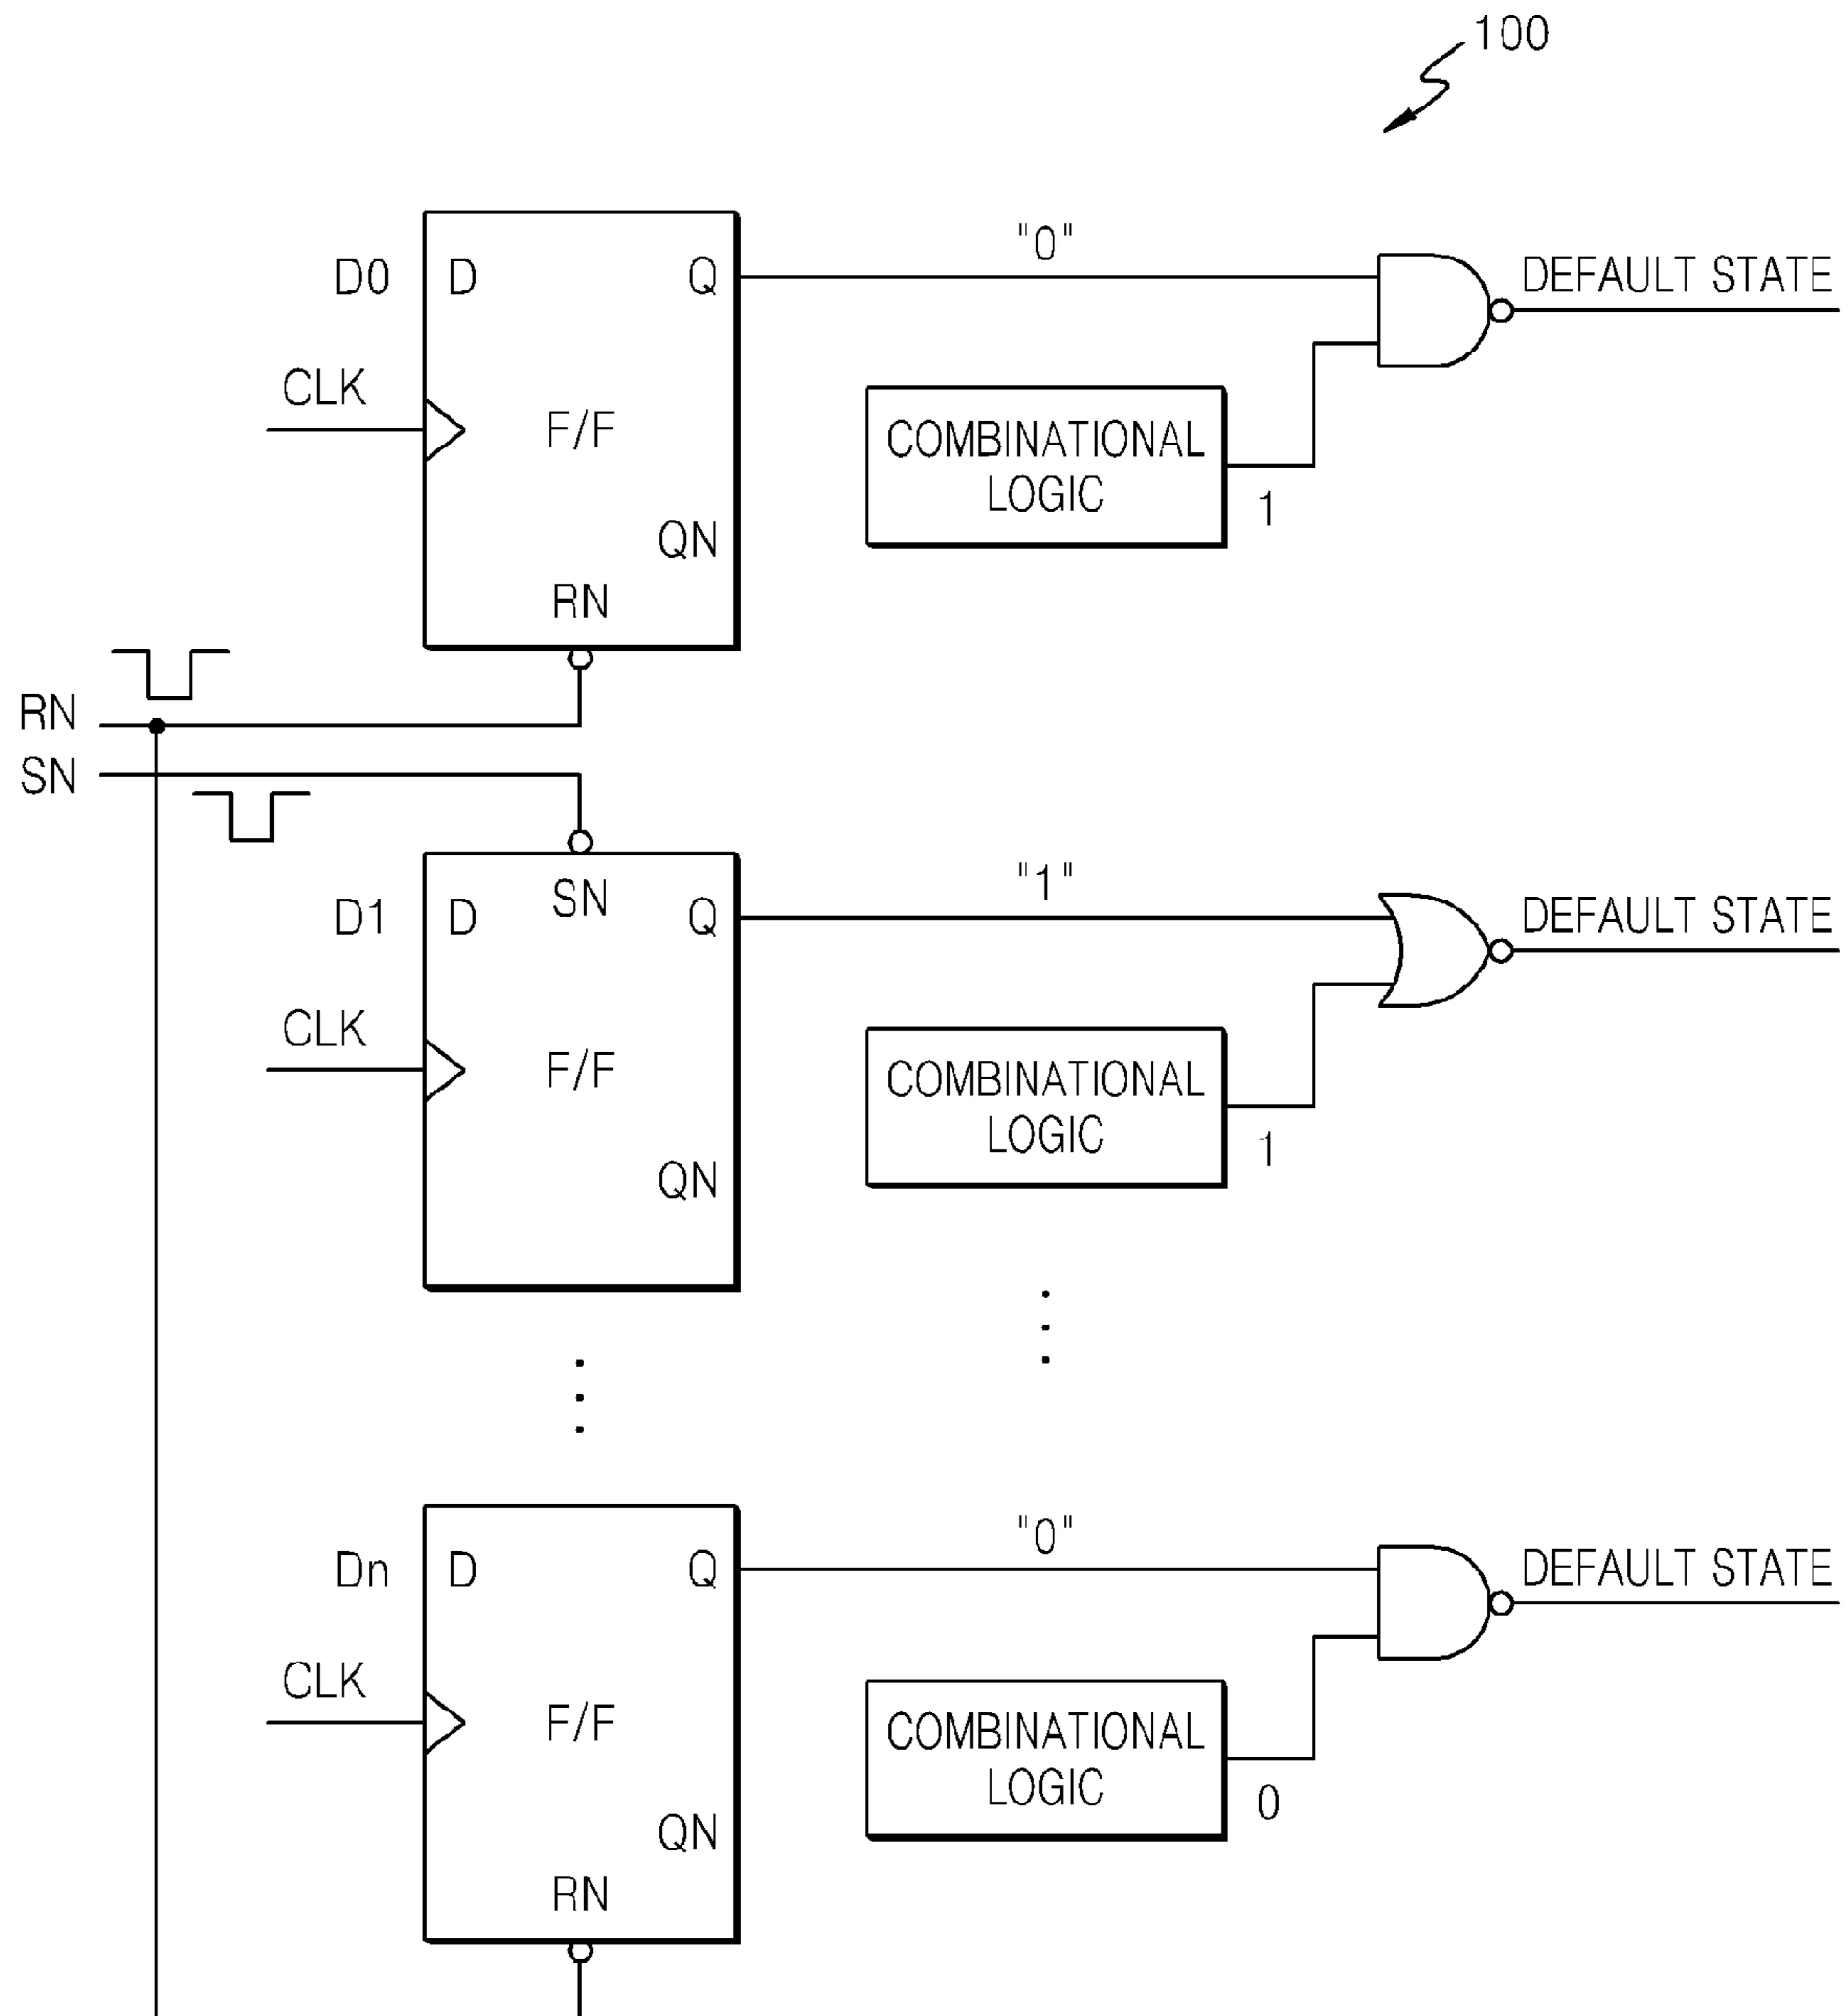 100
"0"
D0 D Q DEFAULT STATE
CLK
F/F COMBINATIONAL
LOGIC
1
QN
RN
RN
SN
"1"
D1 D SN Q DEFAULT STATE
CLK
F/F COMBINATIONAL
LOGIC
1
QN
"0"
Dn D Q DEFAULT STATE
CLK
F/F COMBINATIONAL
LOGIC
0
QN
RN